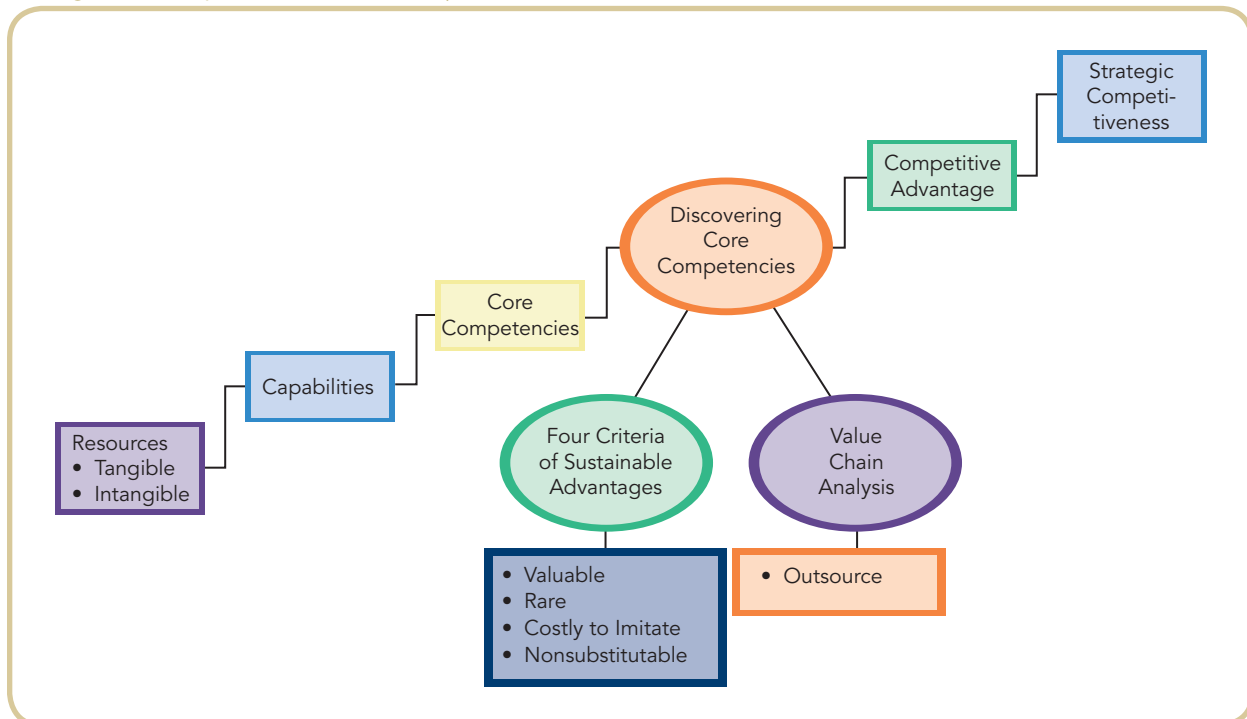 Strategic
Competi-
tiveness
Competitive
Advantage
Discovering
Core
Competencies
Core
Competencies
Capabilities
Resources
• Tangible
• Intangible
Four Criteria
of Sustainable
Advantages
Value
Chain
Analysis
• Valuable
• Rare
• Costly to Imitate
• Nonsubstitutable
• Outsource